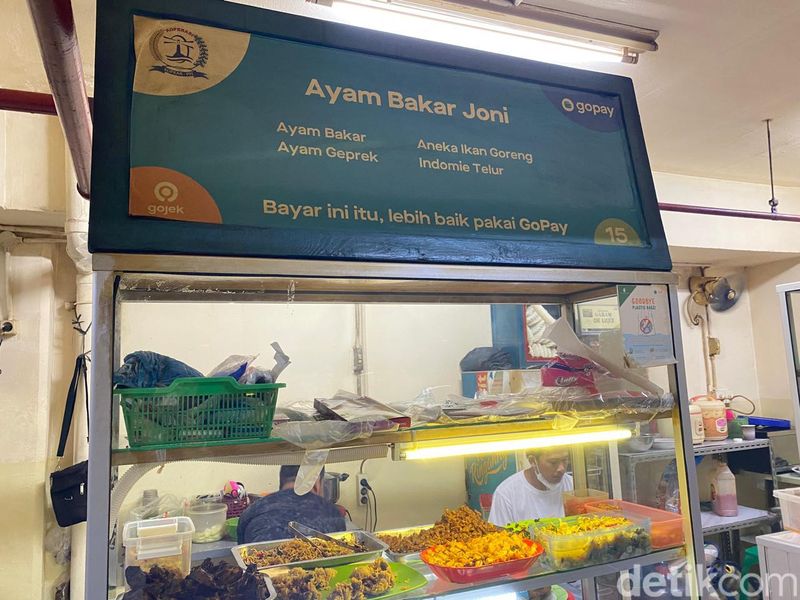 KOPERASI
Ayam Bakar Joni
gopay
Ayam Bakar
Aneka Ikan Goreng
Ayam Geprek
Indomie Telur
gojek
Bayar ini itu, lebih baik pakai GoPay
15
GOODBYE
PLASTIC BAGS!
detikcom